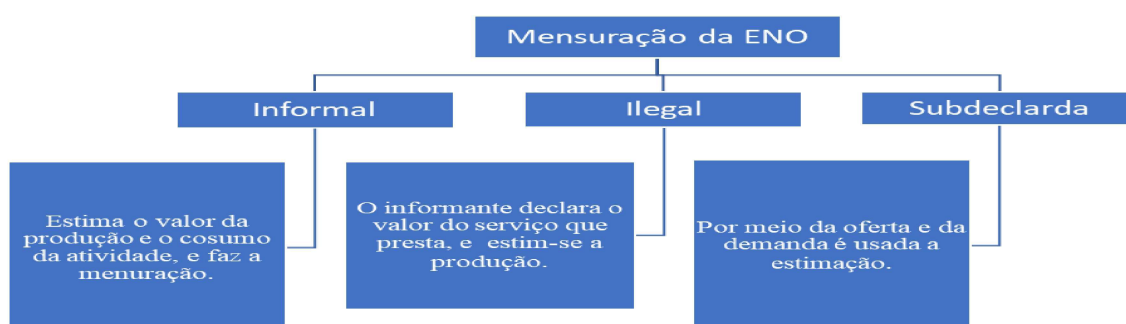 Mensuração da ENO
Informal
Ilegal
Subdeclarda
Estima o valor da
produção e o cosumo
da atividade, e faz a
menuração.
O informante declara o
valor do serviço que
presta, e estim-se a
produção.
Por meio da oferta e da
demanda é usada a
estimação.